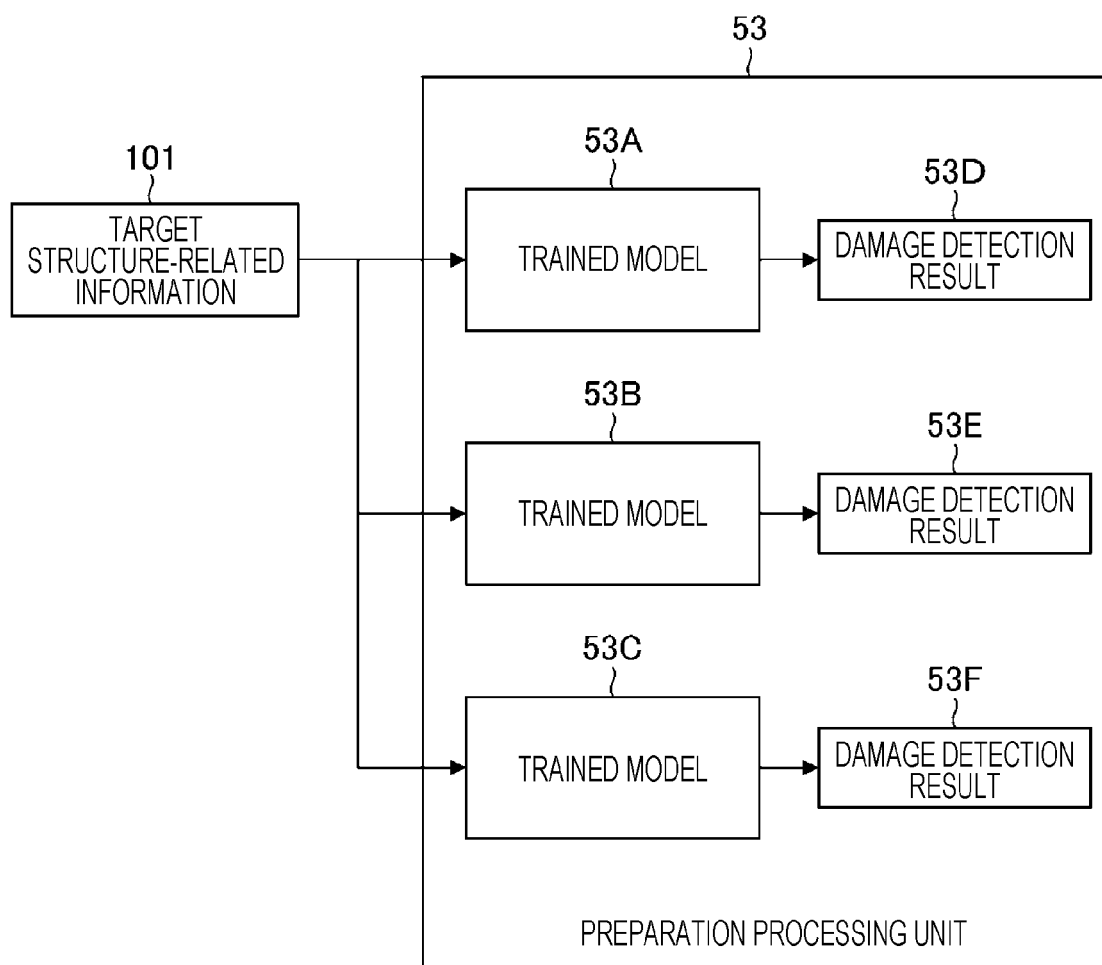 53
101
TARGET
STRUCTURE-RELATED
INFORMATION
53A
TRAINED MODEL
53D
DAMAGE DETECTION
RESULT
53B
TRAINED MODEL
53E
DAMAGE DETECTION
RESULT
53C
TRAINED MODEL
53F
DAMAGE DETECTION
RESULT
PREPARATION PROCESSING UNIT